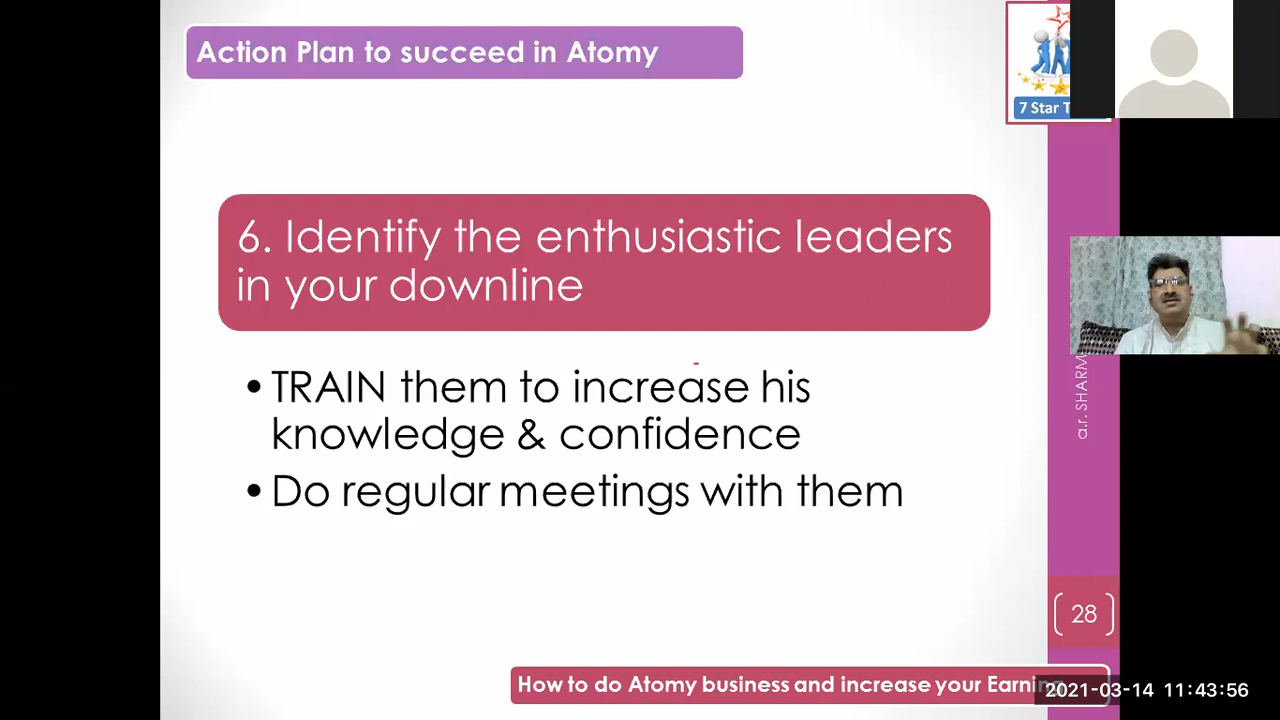 Action Plan to succeed in Atomy
7 Star
6. Identify the enthusiastic leaders
in your downline
• TRAIN them to increase his
knowledge & confidence
• Do regular meetings with them
a.r. SHARM
28
How to do Atomy business and increase your Earning
2021-03-14 11:43:56